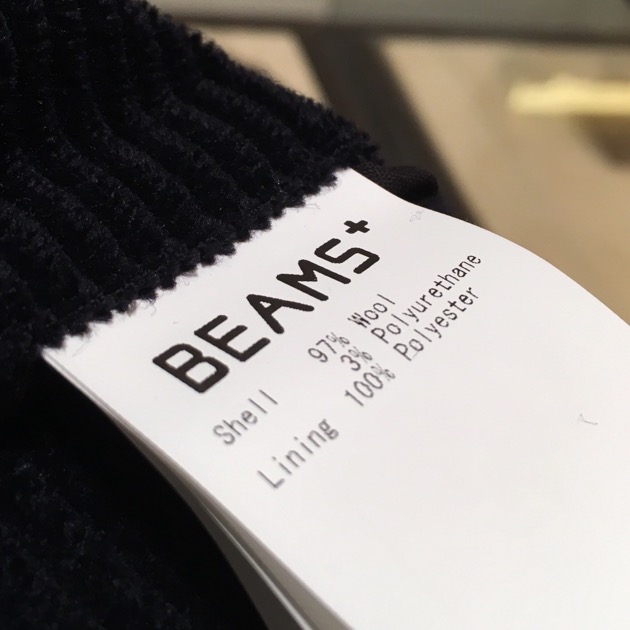 BEAMS+
Shell 97% Wool
3% Polyurethane
Lining 100% Polyester